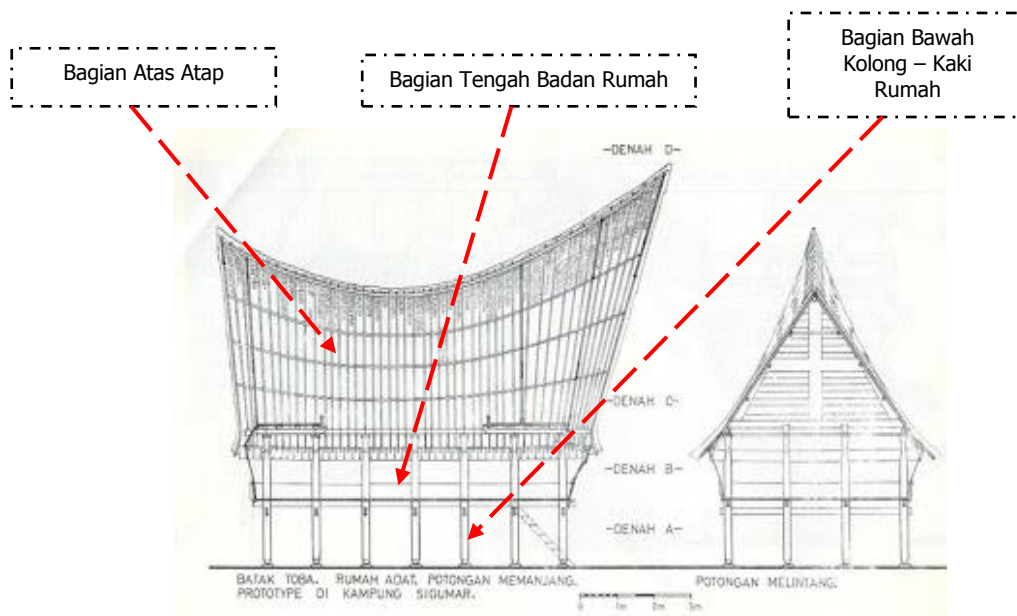 Bagian Atas Atap
Bagian Tengah Badan Rumah
Bagian Bawah
Kolong – Kaki
Rumah
-DENAH D-
-DENAH C-
-DENAH B-
-DENAH A-
BATAK TOBA. RUMAH ADAT. POTONGAN MEMANJANG.
PROTOTYPE DI KAMPUNG SIGUMAR.
POTONGAN MELINTANG.
0 1m 2m 3m